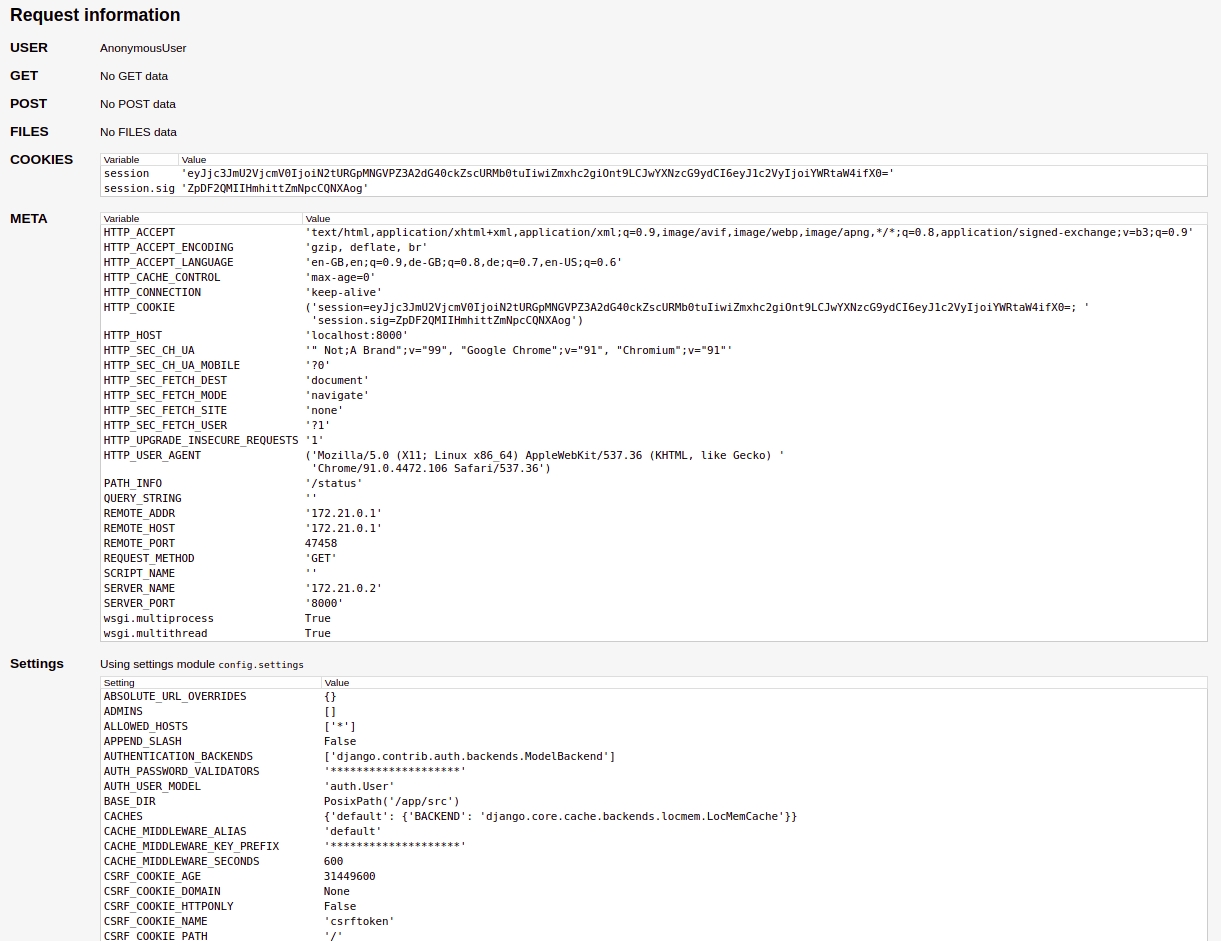 Request information
USER AnonymousUser
GET No GET data
POST No POST data
FILES No FILES data
COOKIES
Variable Value
session 'eyJjc3JmU2VjcmV0IjoiN2tURGpMNGVPZ3A2dG40ckZscURMb0tuIiwiZmxhc2giOnt9LCJwYXNzcG9ydCI6eyJ1c2VyIjoiYWRtaW4ifX0='
session.sig 'ZpDF2QMIIHmhittZmNpcCQNXAog'
META
Variable Value
HTTP_ACCEPT 'text/html,application/xhtml+xml,application/xml;q=0.9,image/avif,image/webp,image/apng,*/*;q=0.8,application/signed-exchange;v=b3;q=0.9'
HTTP_ACCEPT_ENCODING 'gzip, deflate, br'
HTTP_ACCEPT_LANGUAGE 'en-GB,en;q=0.9,de-GB;q=0.8,de;q=0.7,en-US;q=0.6'
HTTP_CACHE_CONTROL 'max-age=0'
HTTP_CONNECTION 'keep-alive'
HTTP_COOKIE ('session=eyJjc3JmU2VjcmV0IjoiN2tURGpMNGVPZ3A2dG40ckZscURMb0tuIiwiZmxhc2giOnt9LCJwYXNzcG9ydCI6eyJ1c2VyIjoiYWRtaW4ifX0=; '
'session.sig=ZpDF2QMIIHmhittZmNpcCQNXAog')
HTTP_HOST 'localhost:8000'
HTTP_SEC_CH_UA '" Not;A Brand";v="99", "Google Chrome";v="91", "Chromium";v="91"'
HTTP_SEC_CH_UA_MOBILE '?0'
HTTP_SEC_FETCH_DEST 'document'
HTTP_SEC_FETCH_MODE 'navigate'
HTTP_SEC_FETCH_SITE 'none'
HTTP_SEC_FETCH_USER '?1'
HTTP_UPGRADE_INSECURE_REQUESTS '1'
HTTP_USER_AGENT ('Mozilla/5.0 (X11; Linux x86_64) AppleWebKit/537.36 (KHTML, like Gecko) '
'Chrome/91.0.4472.106 Safari/537.36')
PATH_INFO '/status'
QUERY_STRING ''
REMOTE_ADDR '172.21.0.1'
REMOTE_HOST '172.21.0.1'
REMOTE_PORT 47458
REQUEST_METHOD 'GET'
SCRIPT_NAME ''
SERVER_NAME '172.21.0.2'
SERVER_PORT '8000'
wsgi.multiprocess True
wsgi.multithread True
Settings Using settings module config.settings
Setting Value
ABSOLUTE_URL_OVERRIDES {}
ADMINS []
ALLOWED_HOSTS ['*']
APPEND_SLASH False
AUTHENTICATION_BACKENDS ['django.contrib.auth.backends.ModelBackend']
AUTH_PASSWORD_VALIDATORS '********************'
AUTH_USER_MODEL 'auth.User'
BASE_DIR PosixPath('/app/src')
CACHES {'default': {'BACKEND': 'django.core.cache.backends.locmem.LocMemCache'}}
CACHE_MIDDLEWARE_ALIAS 'default'
CACHE_MIDDLEWARE_KEY_PREFIX '********************'
CACHE_MIDDLEWARE_SECONDS 600
CSRF_COOKIE_AGE 31449600
CSRF_COOKIE_DOMAIN None
CSRF_COOKIE_HTTPONLY False
CSRF_COOKIE_NAME 'csrftoken'
CSRF_COOKIE_PATH '/'